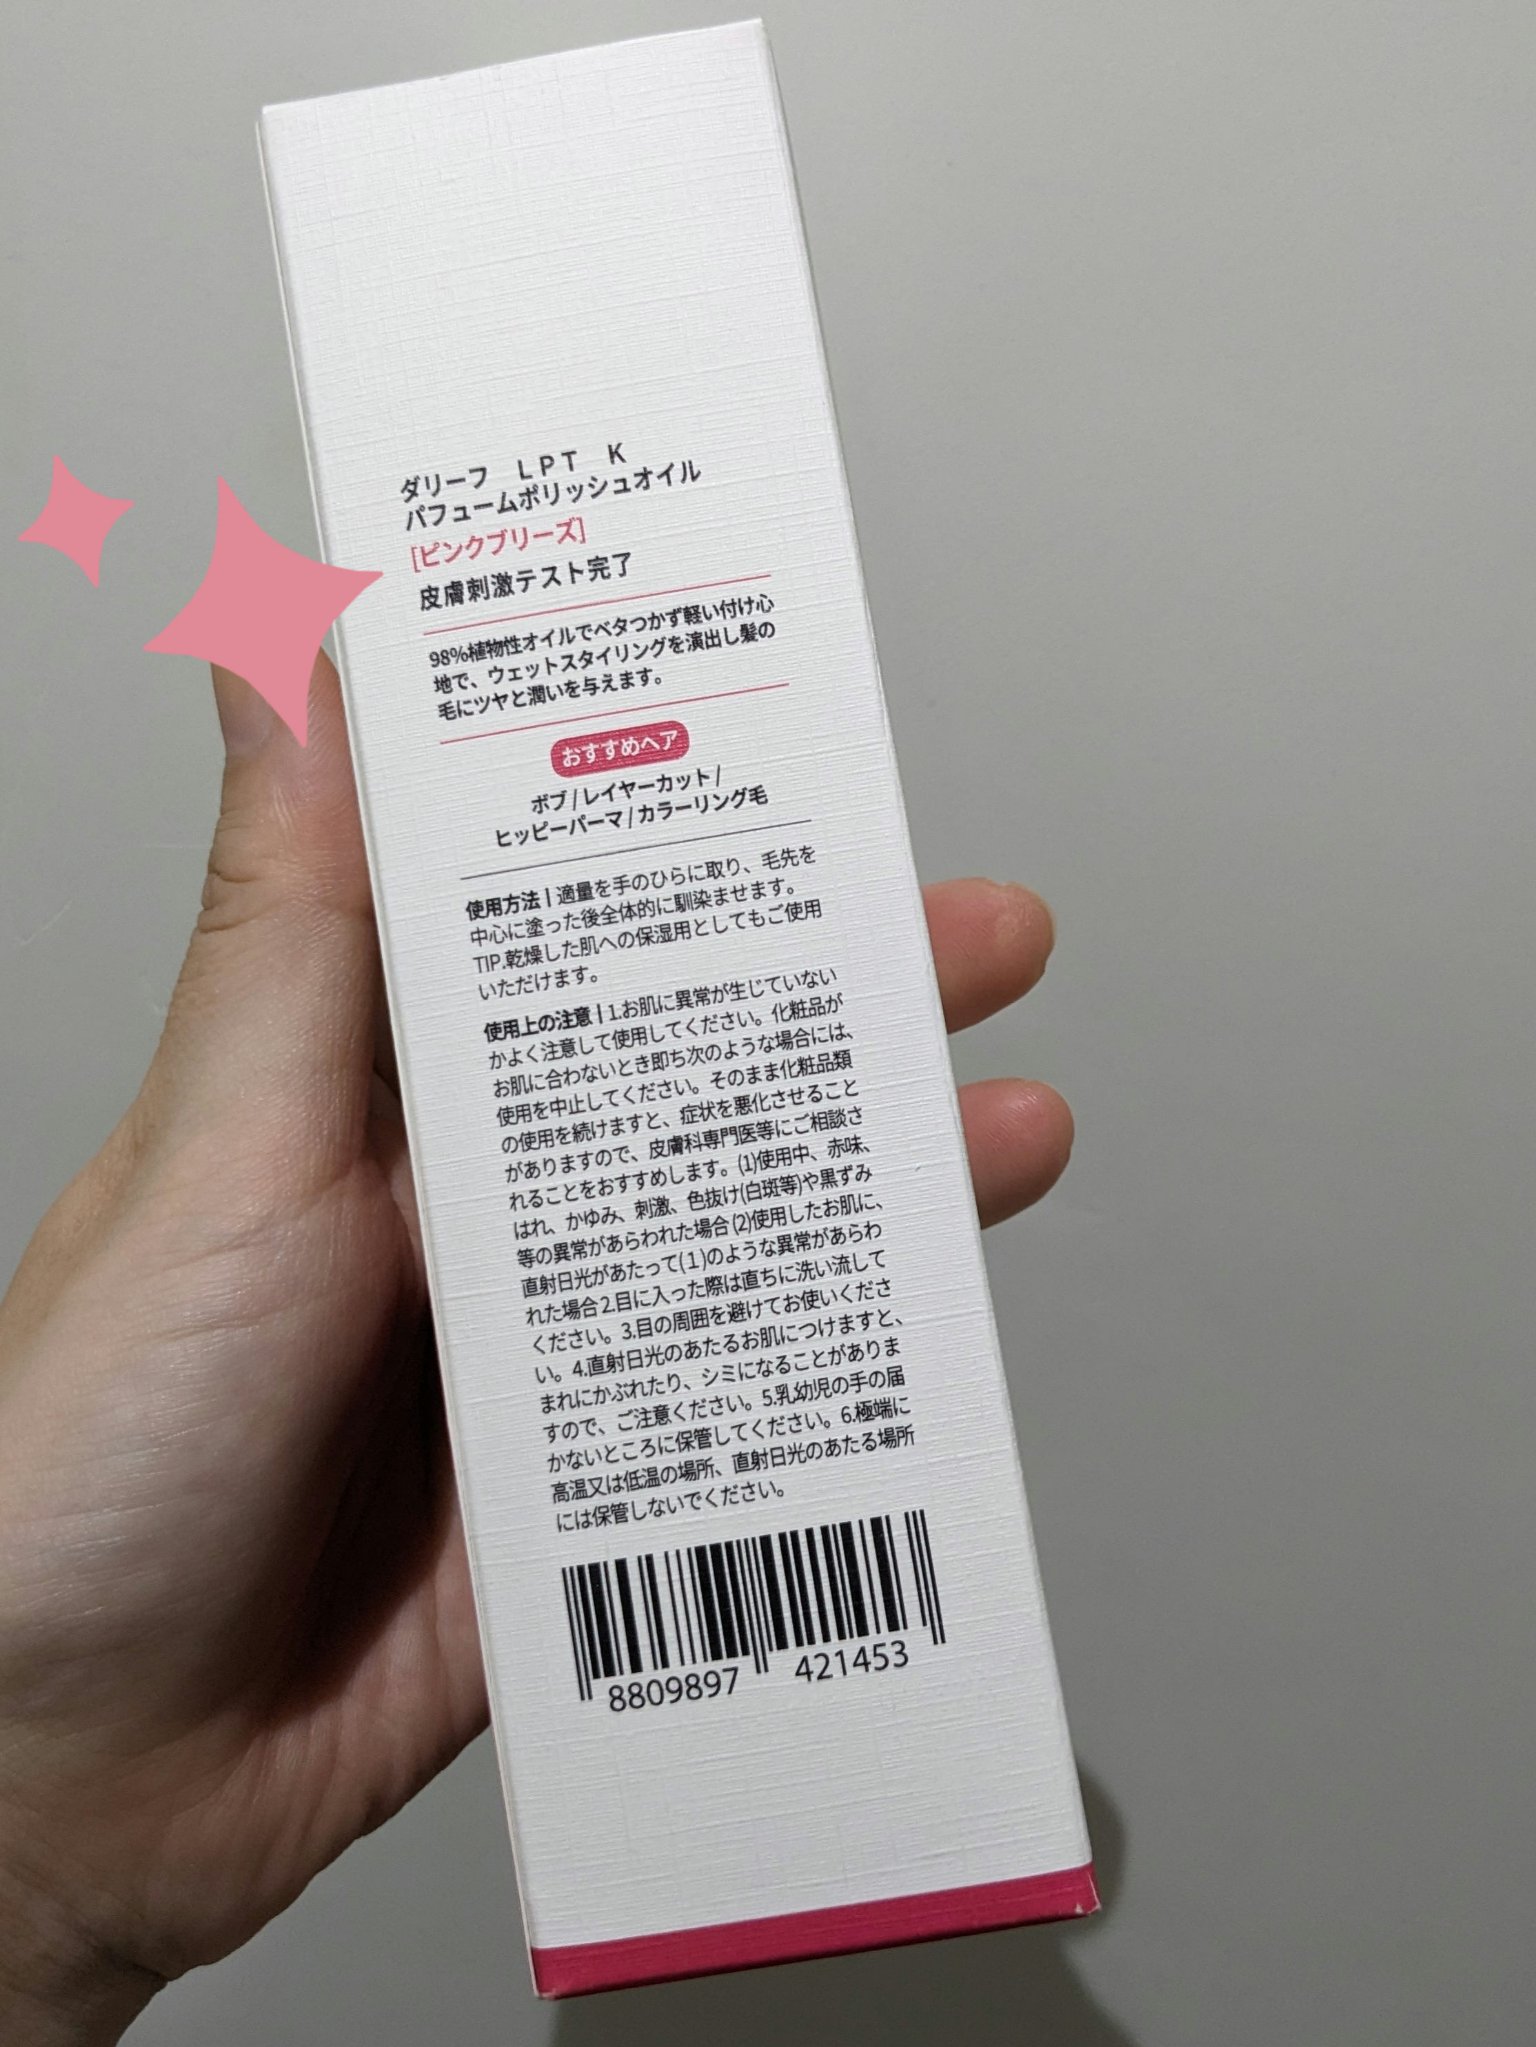 ダリーフ　ＬＰＴ　Ｋ
パフュームポリッシュオイル
[ピンクブリーズ]
皮膚刺激テスト完了
98%植物性オイルでベタつかず軽い付け心
地で、ウェットスタイリングを演出し髪の
毛にツヤと潤いを与えます。
おすすめヘア
ボブ / レイヤーカット /
ヒッピーパーマ / カラーリング毛
使用方法 | 適量を手のひらに取り、毛先を
中心に塗った後全体的に馴染ませます。
TIP.乾燥した肌への保湿用としてもご使用
いただけます。
使用上の注意 | 1.お肌に異常が生じていない
かよく注意して使用してください。化粧品が
お肌に合わないとき即ち次のような場合には、
使用を中止してください。そのまま化粧品類
の使用を続けますと、症状を悪化させること
がありますので、皮膚科専門医等にご相談さ
れることをおすすめします。(1)使用中、赤味、
はれ、かゆみ、刺激、色抜け(白斑等)や黒ずみ
等の異常があらわれた場合 (2)使用したお肌に、
直射日光があたって(1)のような異常があらわ
れた場合 2.目に入った際は直ちに洗い流して
ください。3.目の周囲を避けてお使いくださ
い。4.直射日光のあたるお肌につけますと、
まれにかぶれたり、シミになることがありま
すので、ご注意ください。5.乳幼児の手の届
かないところに保管してください。6.極端に
高温又は低温の場所、直射日光のあたる場所
には保管しないでください。
8809897 421453